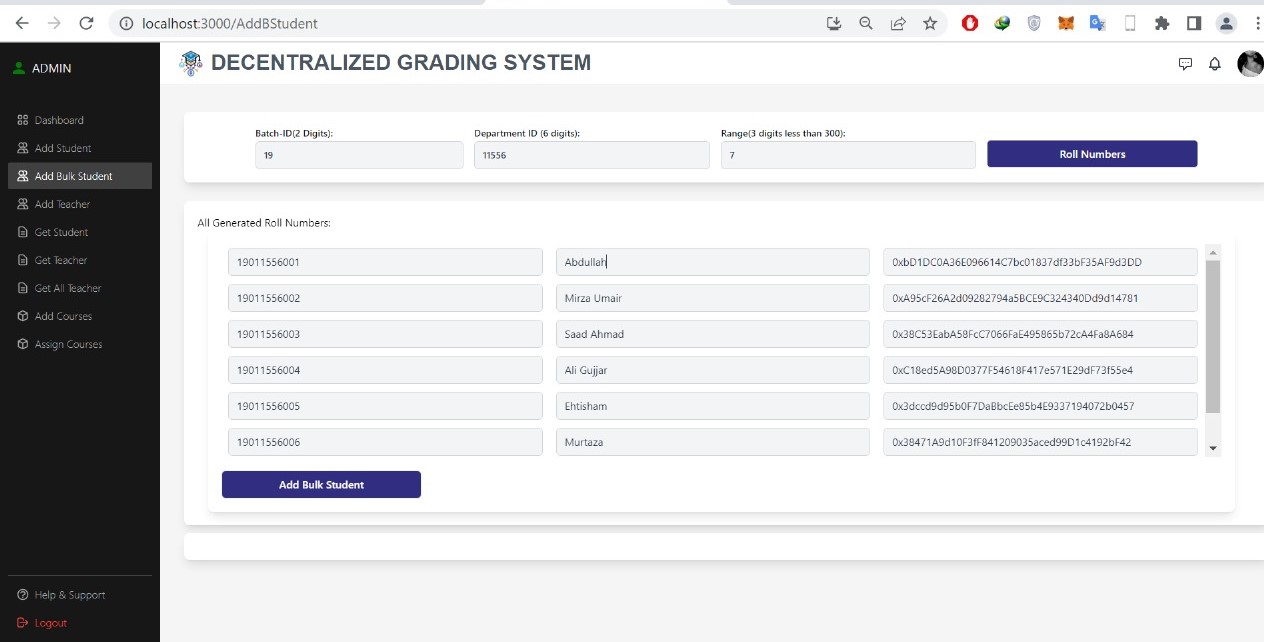 localhost:3000/AddBStudent
ADMIN
DECENTRALIZED GRADING SYSTEM
Dashboard
Add Student
Add Bulk Student
Add Teacher
Get Student
Get Teacher
Get All Teacher
Add Courses
Assign Courses
Help & Support
Logout
Batch-ID(2 Digits): Department ID (6 digits): Range(3 digits less than 300):
19 11556 7 Roll Numbers
All Generated Roll Numbers:
19011556001 Abdullah 0xbD1DC0A36E096614C7bc01837df33bF35AF9d3DD
19011556002 Mirza Umair 0xA95cF26A2d09282794a5BCE9C324340Dd9d14781
19011556003 Saad Ahmad 0x38C53EabA58FcC7066FaE495865b72cA4Fa8A684
19011556004 Ali Gujjar 0xC18ed5A98D0377F54618F417e571E29dF73f55e4
19011556005 Ehtisham 0x3dccd9d95b0F7DaBbcEe85b4E9337194072b0457
19011556006 Murtaza 0x38471A9d10F3fF841209035aced99D1c4192bF42
Add Bulk Student